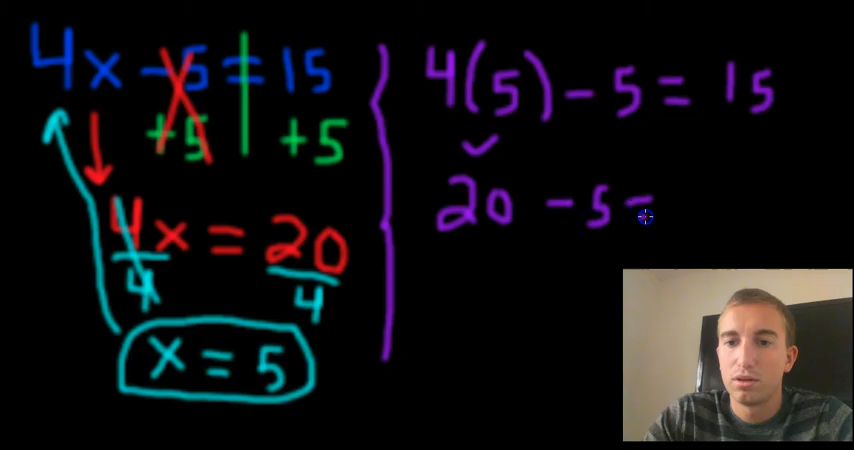 4x - 5 = 15
+5 +5
4x = 20
4 4
x = 5
4(5) - 5 = 15
20 - 5 =